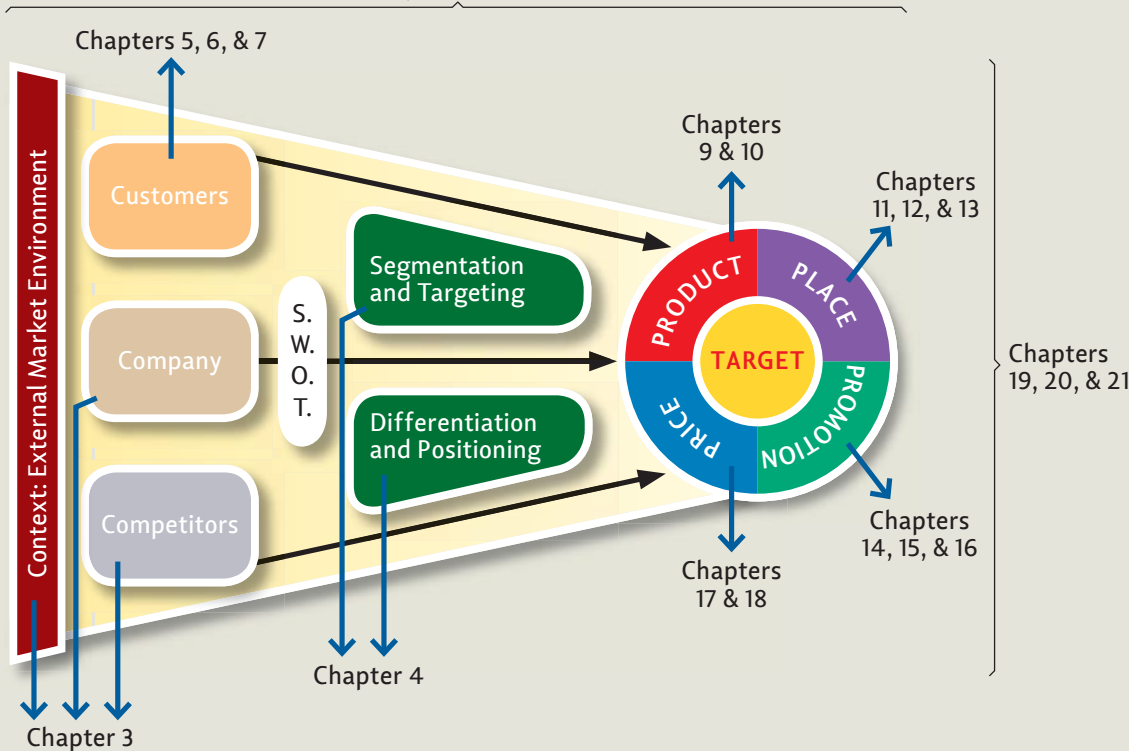 Chapters 5, 6, & 7
Context: External Market Environment
Customers
Company
Competitors
S.
W.
O.
T.
Segmentation
and Targeting
Differentiation
and Positioning
Chapters
9 & 10
Chapters
11, 12, & 13
PRODUCT
PLACE
TARGET
PRICE
PROMOTION
Chapters
19, 20, & 21
Chapters
14, 15, & 16
Chapters
17 & 18
Chapter 4
Chapter 3